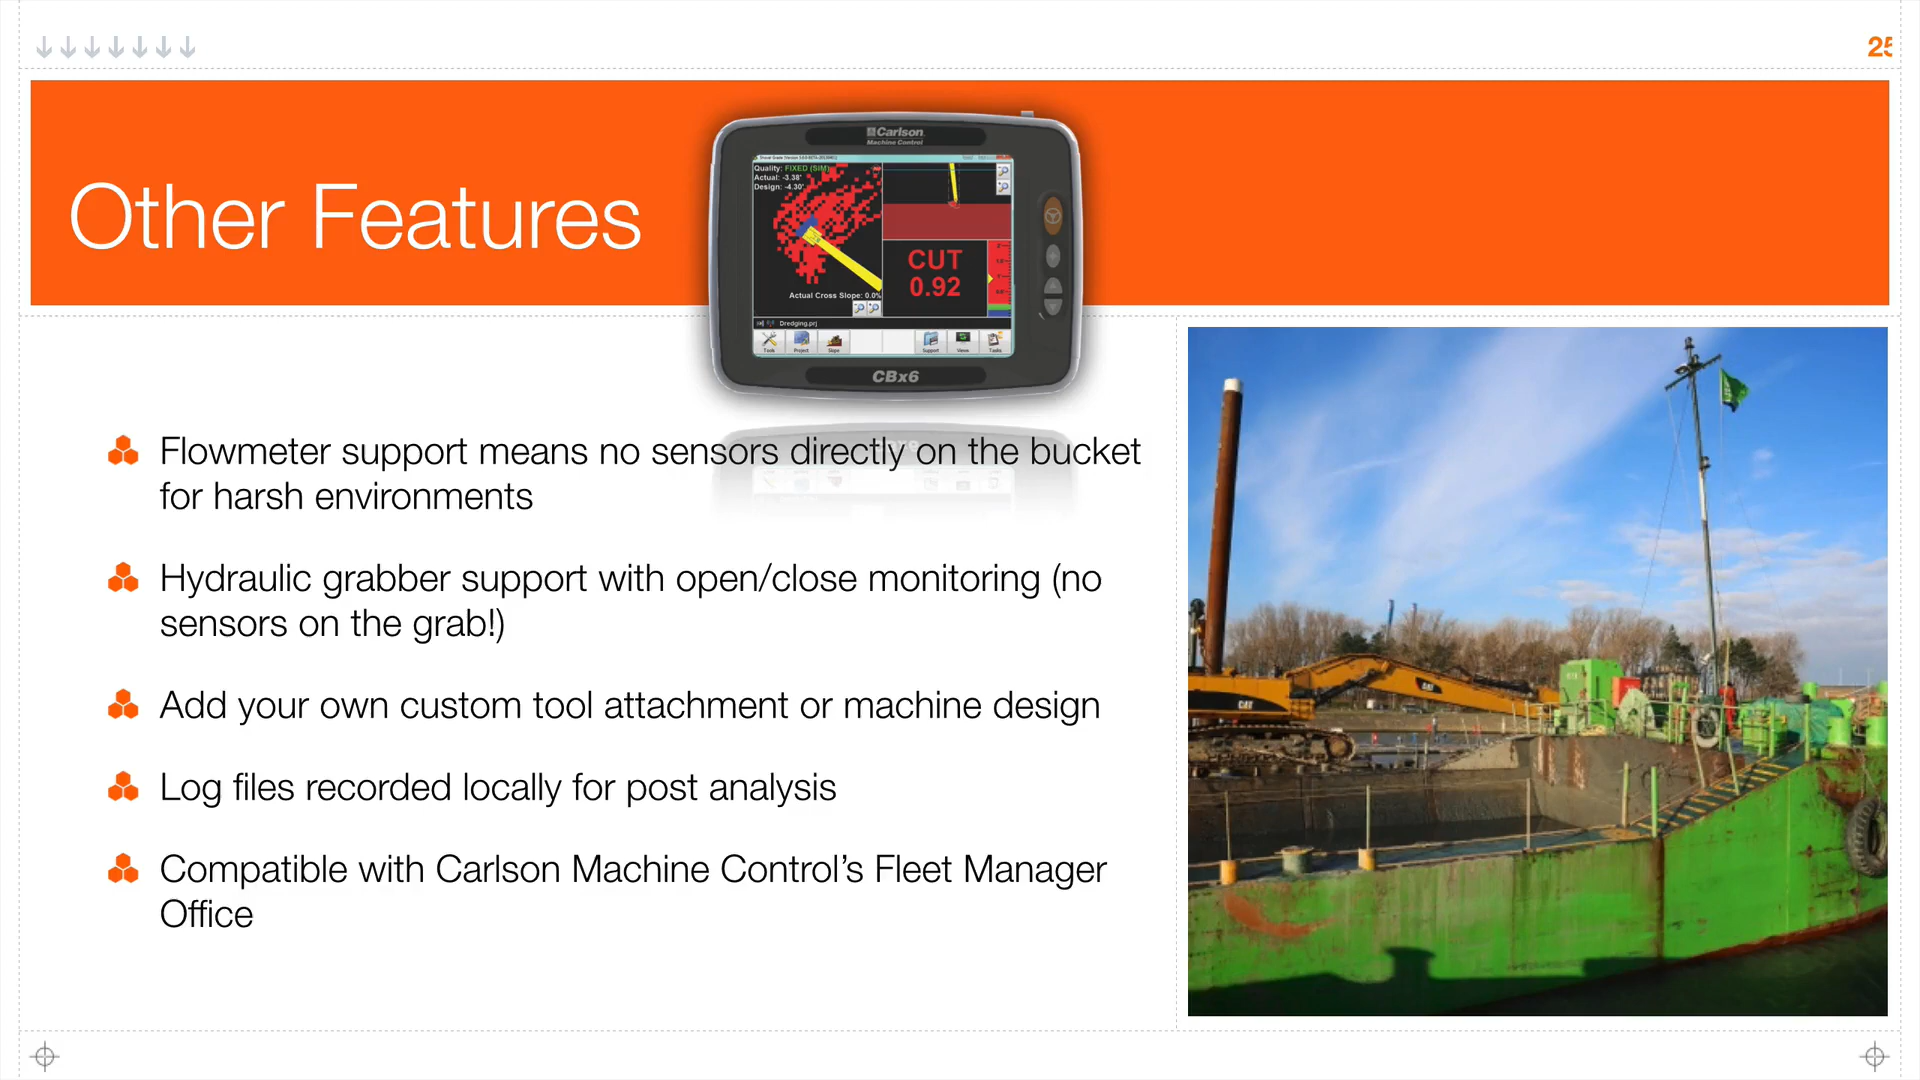 25
Other Features
Carlson
Machine Control
Quality: FIXED (SIM)
Actual: -3.38'
Design: -4.30'
CUT
0.92
Actual Cross Slope: 0.0%
Dredging.prj
Tools Project Slope Support Views Tasks
CBx6
Flowmeter support means no sensors directly on the bucket
for harsh environments
Hydraulic grabber support with open/close monitoring (no
sensors on the grab!)
Add your own custom tool attachment or machine design
Log files recorded locally for post analysis
Compatible with Carlson Machine Control’s Fleet Manager
Office
CAT
CAT